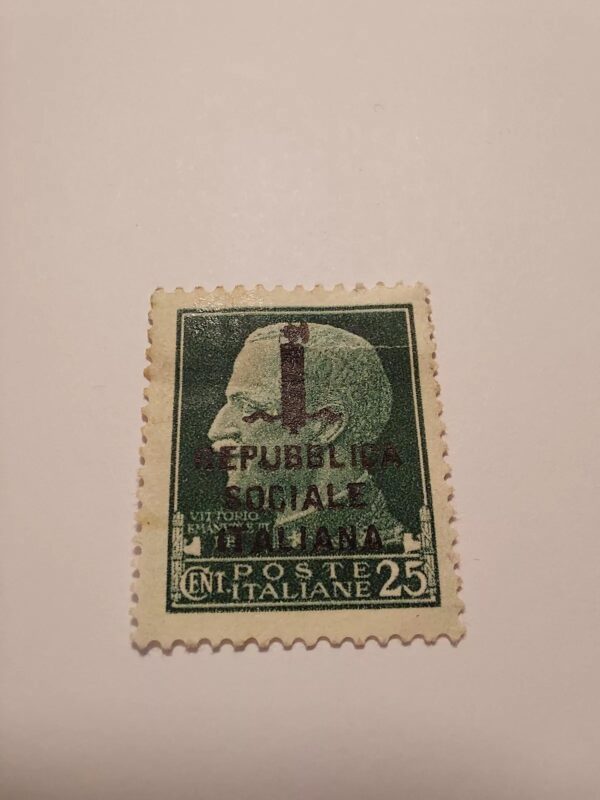 REPUBBLICA
SOCIALE
ITALIANA
VITTORIO
CENT. POSTE
ITALIANE 25